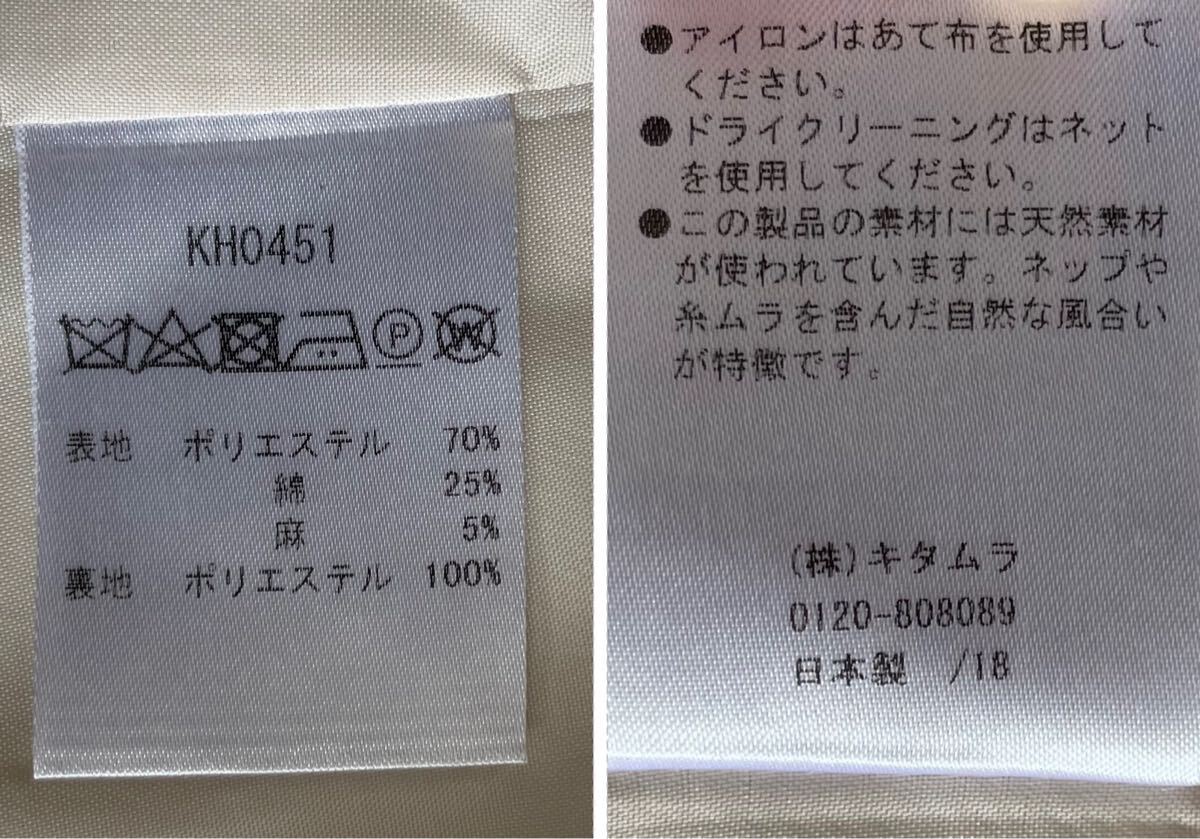 KH0451
P W
表地 ポリエステル 70%
綿 25%
麻 5%
裏地 ポリエステル 100%
●アイロンはあて布を使用して
ください。
●ドライクリーニングはネット
を使用してください。
●この製品の素材には天然素材
が使われています。ネップや
糸ムラを含んだ自然な風合い
が特徴です。
(株)キタムラ
0120-808089
日本製 /18